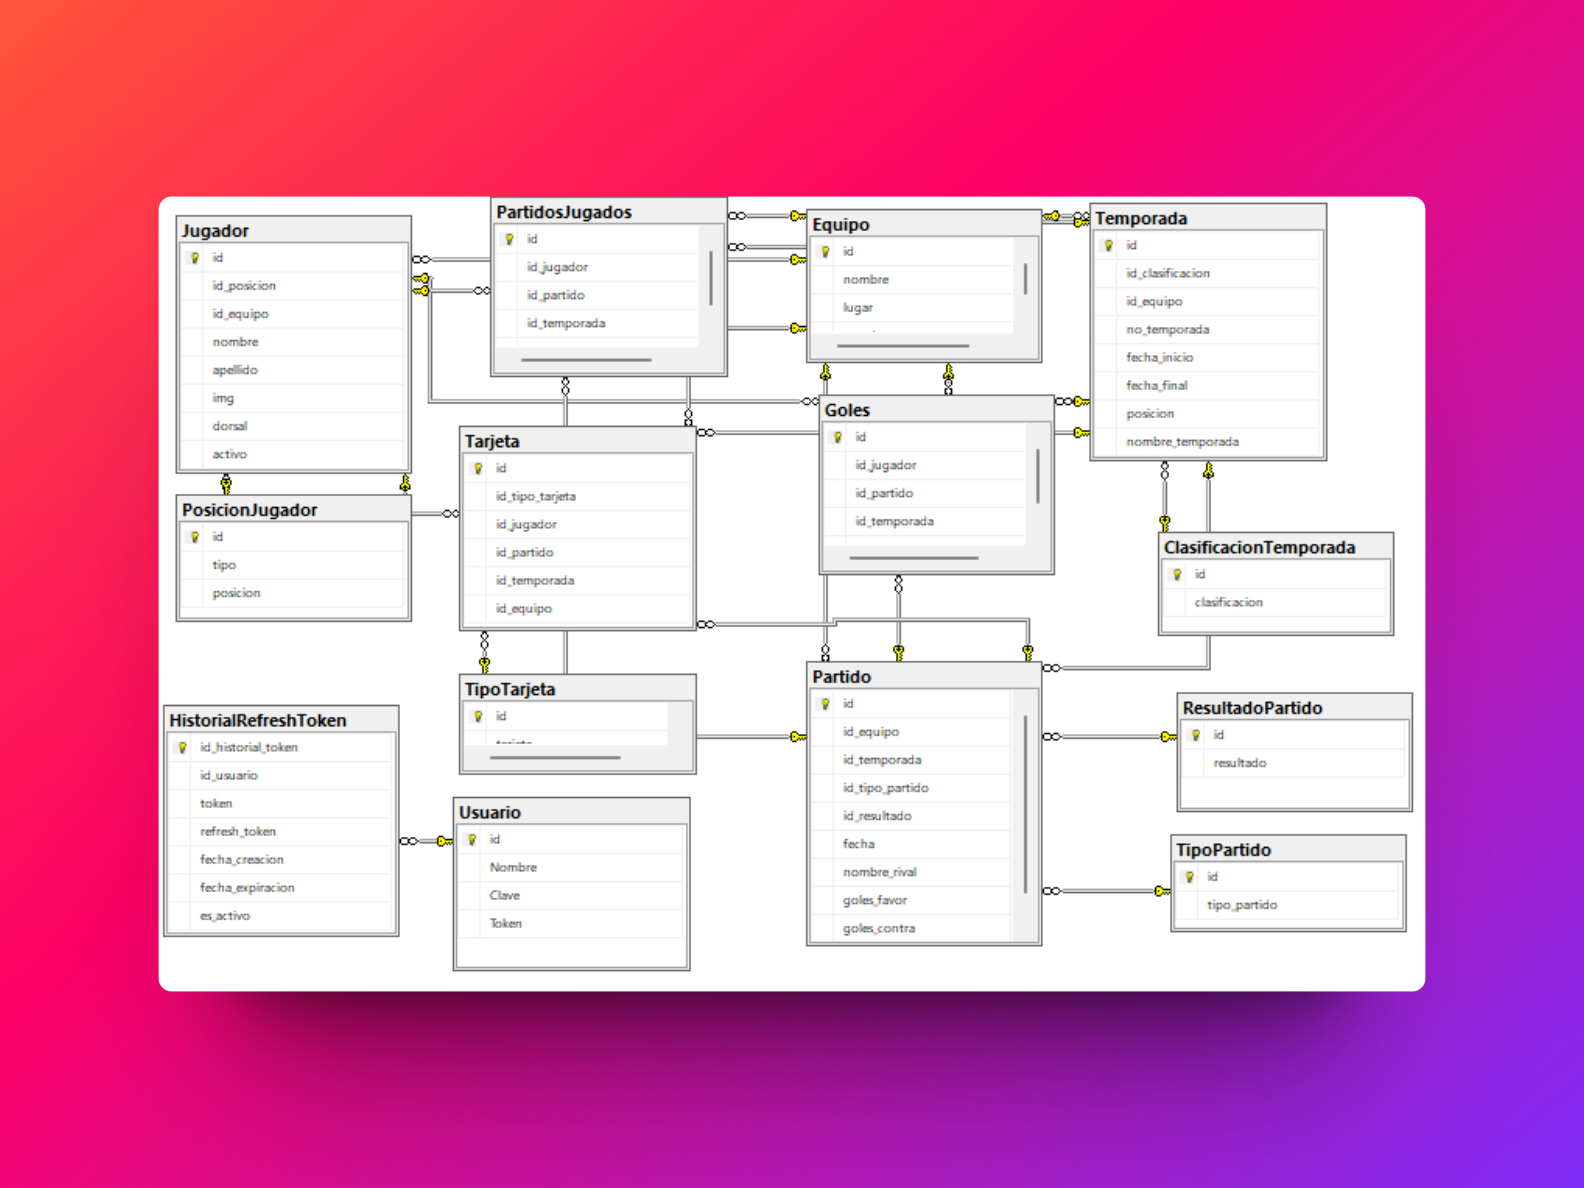 Jugador
id
id_posicion
id_equipo
nombre
apellido
img
dorsal
activo
PartidosJugados
id
id_jugador
id_partido
id_temporada
Equipo
id
nombre
lugar
Temporada
id
id_clasificacion
id_equipo
no_temporada
fecha_inicio
fecha_final
posicion
nombre_temporada
PosicionJugador
id
tipo
posicion
Tarjeta
id
id_tipo_tarjeta
id_jugador
id_partido
id_temporada
id_equipo
Goles
id
id_jugador
id_partido
id_temporada
ClasificacionTemporada
id
clasificacion
TipoTarjeta
id
Partido
id
id_equipo
id_temporada
id_tipo_partido
id_resultado
fecha
nombre_rival
goles_favor
goles_contra
ResultadoPartido
id
resultado
HistorialRefreshToken
id_historial_token
id_usuario
token
refresh_token
fecha_creacion
fecha_expiracion
es_activo
Usuario
id
Nombre
Clave
Token
TipoPartido
id
tipo_partido